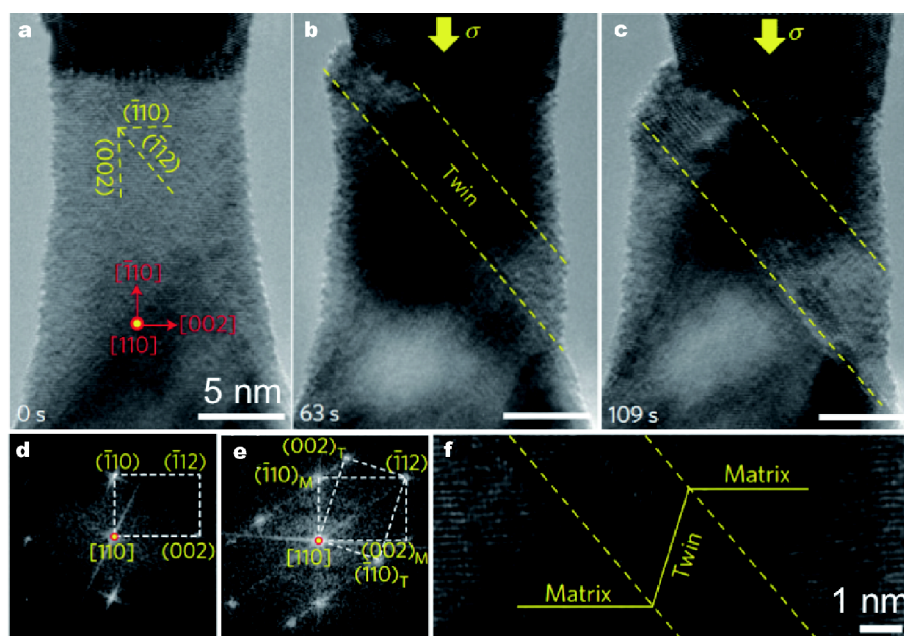 a
(1̄10)
(002)
(1̄12)
[1̄10]
[002]
[110]
0 s
5 nm
b
σ
Twin
63 s
c
σ
109 s
d
(1̄10)
(1̄12)
[110]
(002)
e
(002)T
(1̄10)M
(1̄12)
[110]
(002)M
(1̄10)T
f
Matrix
Twin
Matrix
1 nm